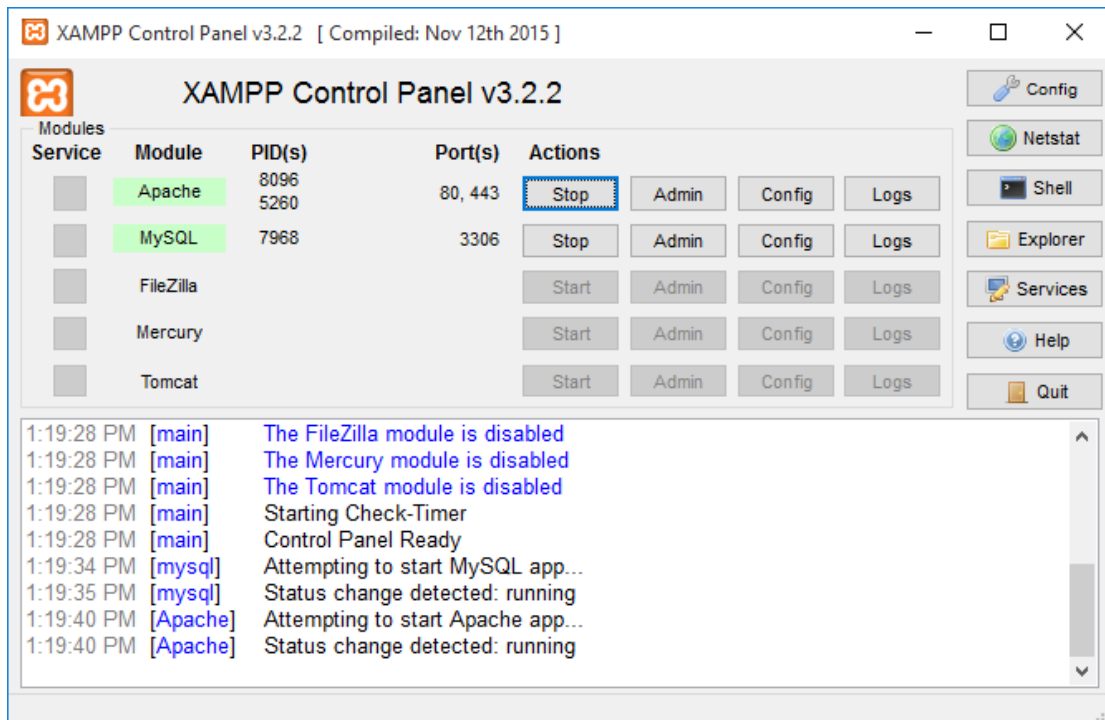 XAMPP Control Panel v3.2.2 [ Compiled: Nov 12th 2015 ]
XAMPP Control Panel v3.2.2
Config
Modules
Netstat
Service Module PID(s) Port(s) Actions
Apache 8096 5260 80, 443 Stop Admin Config Logs
Shell
MySQL 7968 3306 Stop Admin Config Logs
Explorer
FileZilla Start Admin Config Logs
Services
Mercury Start Admin Config Logs
Help
Tomcat Start Admin Config Logs
Quit
1:19:28 PM [main] The FileZilla module is disabled
1:19:28 PM [main] The Mercury module is disabled
1:19:28 PM [main] The Tomcat module is disabled
1:19:28 PM [main] Starting Check-Timer
1:19:28 PM [main] Control Panel Ready
1:19:34 PM [mysql] Attempting to start MySQL app...
1:19:35 PM [mysql] Status change detected: running
1:19:40 PM [Apache] Attempting to start Apache app...
1:19:40 PM [Apache] Status change detected: running